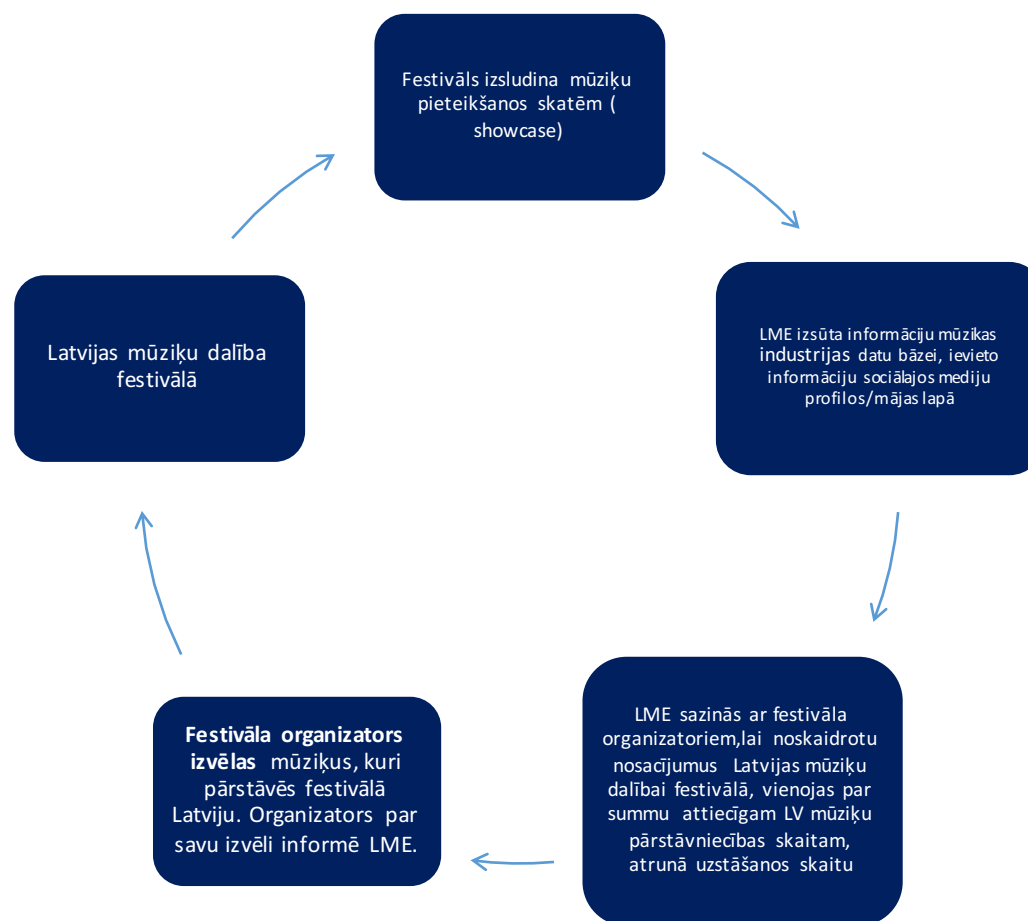 Festivāls izsludina mūziķu
pieteikšanos skatēm (
showcase)
LME izsūta informāciju mūzikas
industrijas datu bāzei, ievieto
informāciju sociālajos mediju
profilos/mājas lapā
LME sazinās ar festivāla
organizatoriem,lai noskaidrotu
nosacījumus Latvijas mūziķu
dalībai festivālā, vienojas par
summu attiecīgam LV mūziķu
pārstāvniecības skaitam,
atrunā uzstāšanos skaitu
Festivāla organizators
izvēlas mūziķus, kuri
pārstāvēs festivālā
Latviju. Organizators par
savu izvēli informē LME.
Latvijas mūziķu dalība
festivālā